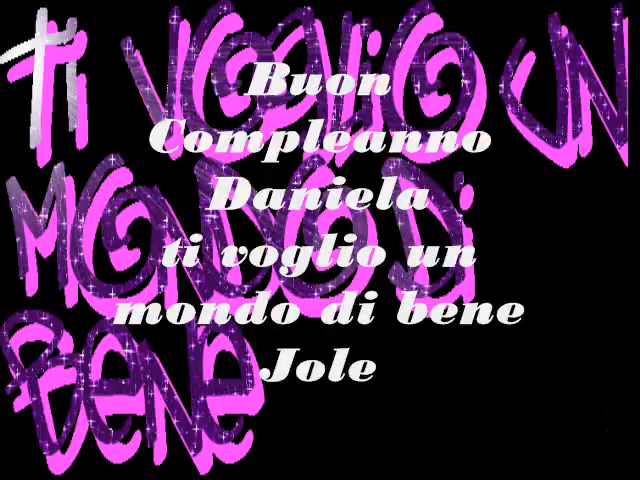 TI VOGLIO UN
MONDO DI
BENE
Buon
Compleanno
Daniela
ti voglio un
mondo di bene
Jole